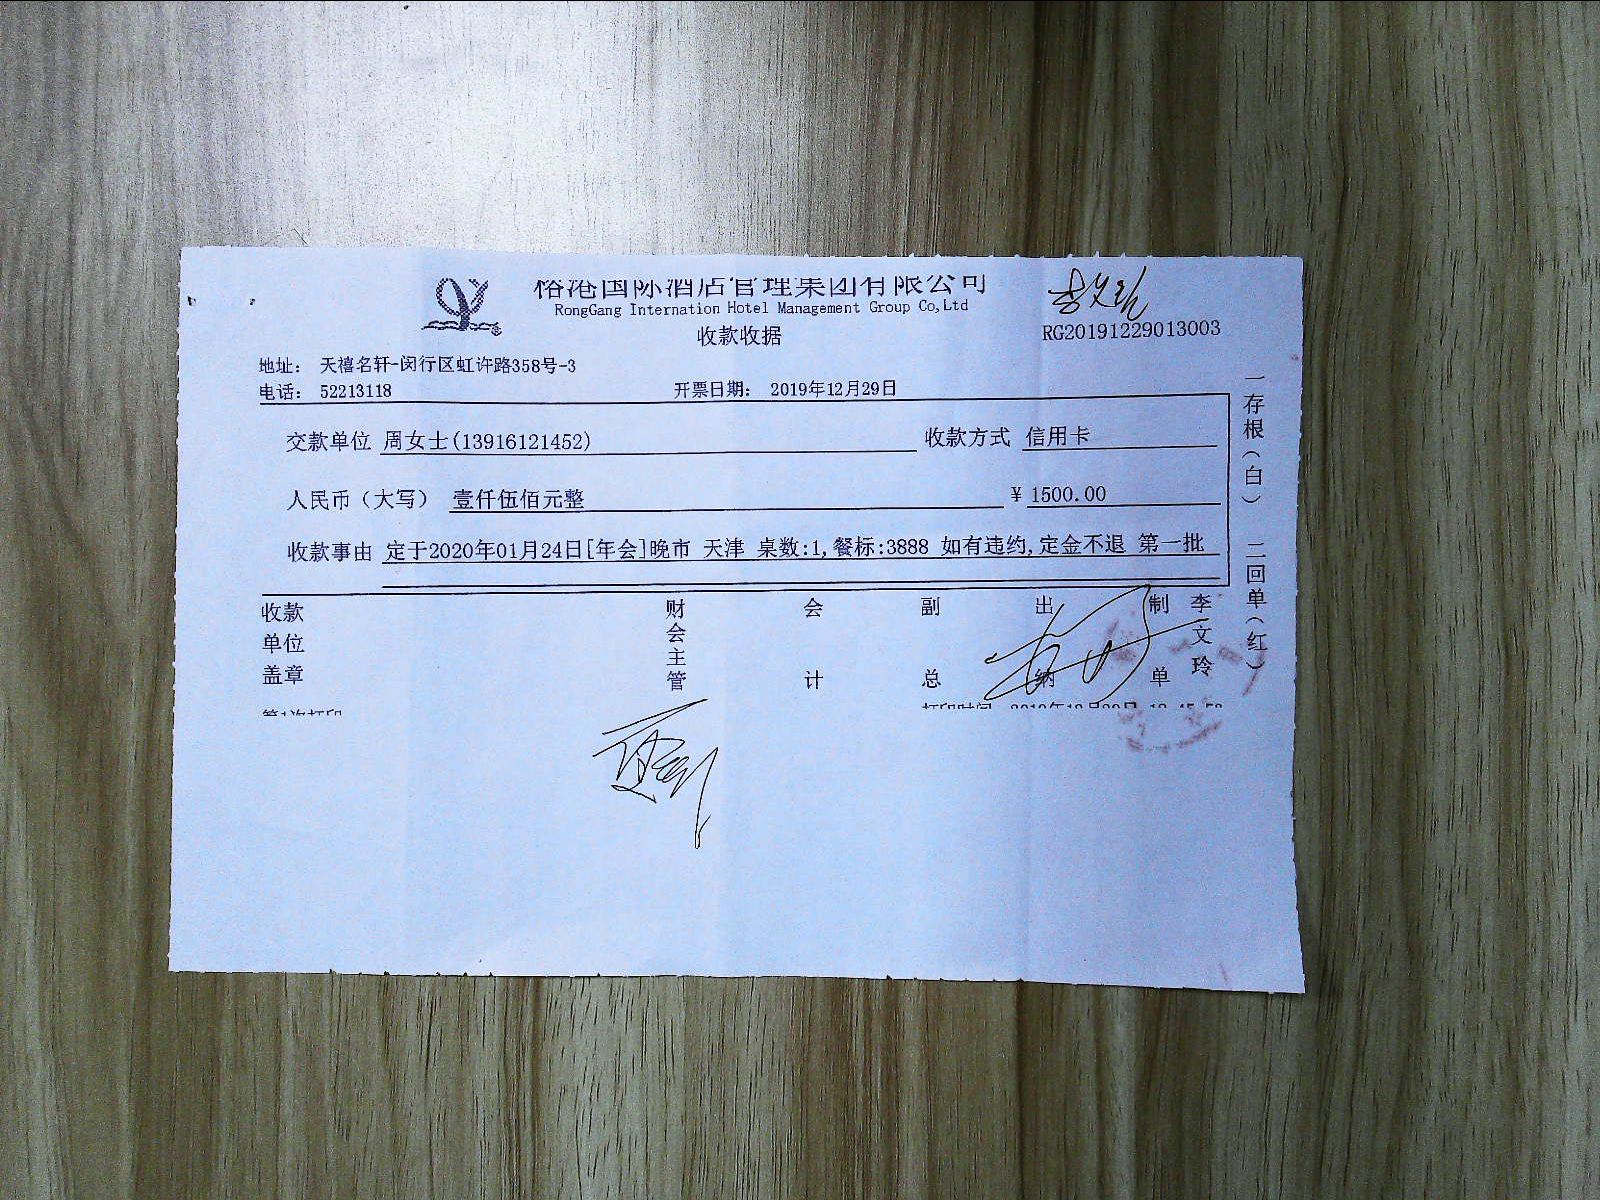 榕港国际酒店管理集团有限公司
RongGang Internation Hotel Management Group Co,Ltd
收款收据
RG20191229013003
地址： 天禧名轩-闵行区虹许路358号-3
电话： 52213118 开票日期： 2019年12月29日
交款单位 周女士(13916121452) 收款方式 信用卡
人民币（大写） 壹仟伍佰元整 ¥ 1500.00
收款事由 定于2020年01月24日[年会]晚市 天津 桌数:1,餐标:3888 如有违约,定金不退 第一批
收款单位盖章 财会主管 会计 副总 出纳 制单 李文玲
第1次打印
一存根（白） 二回单（红）